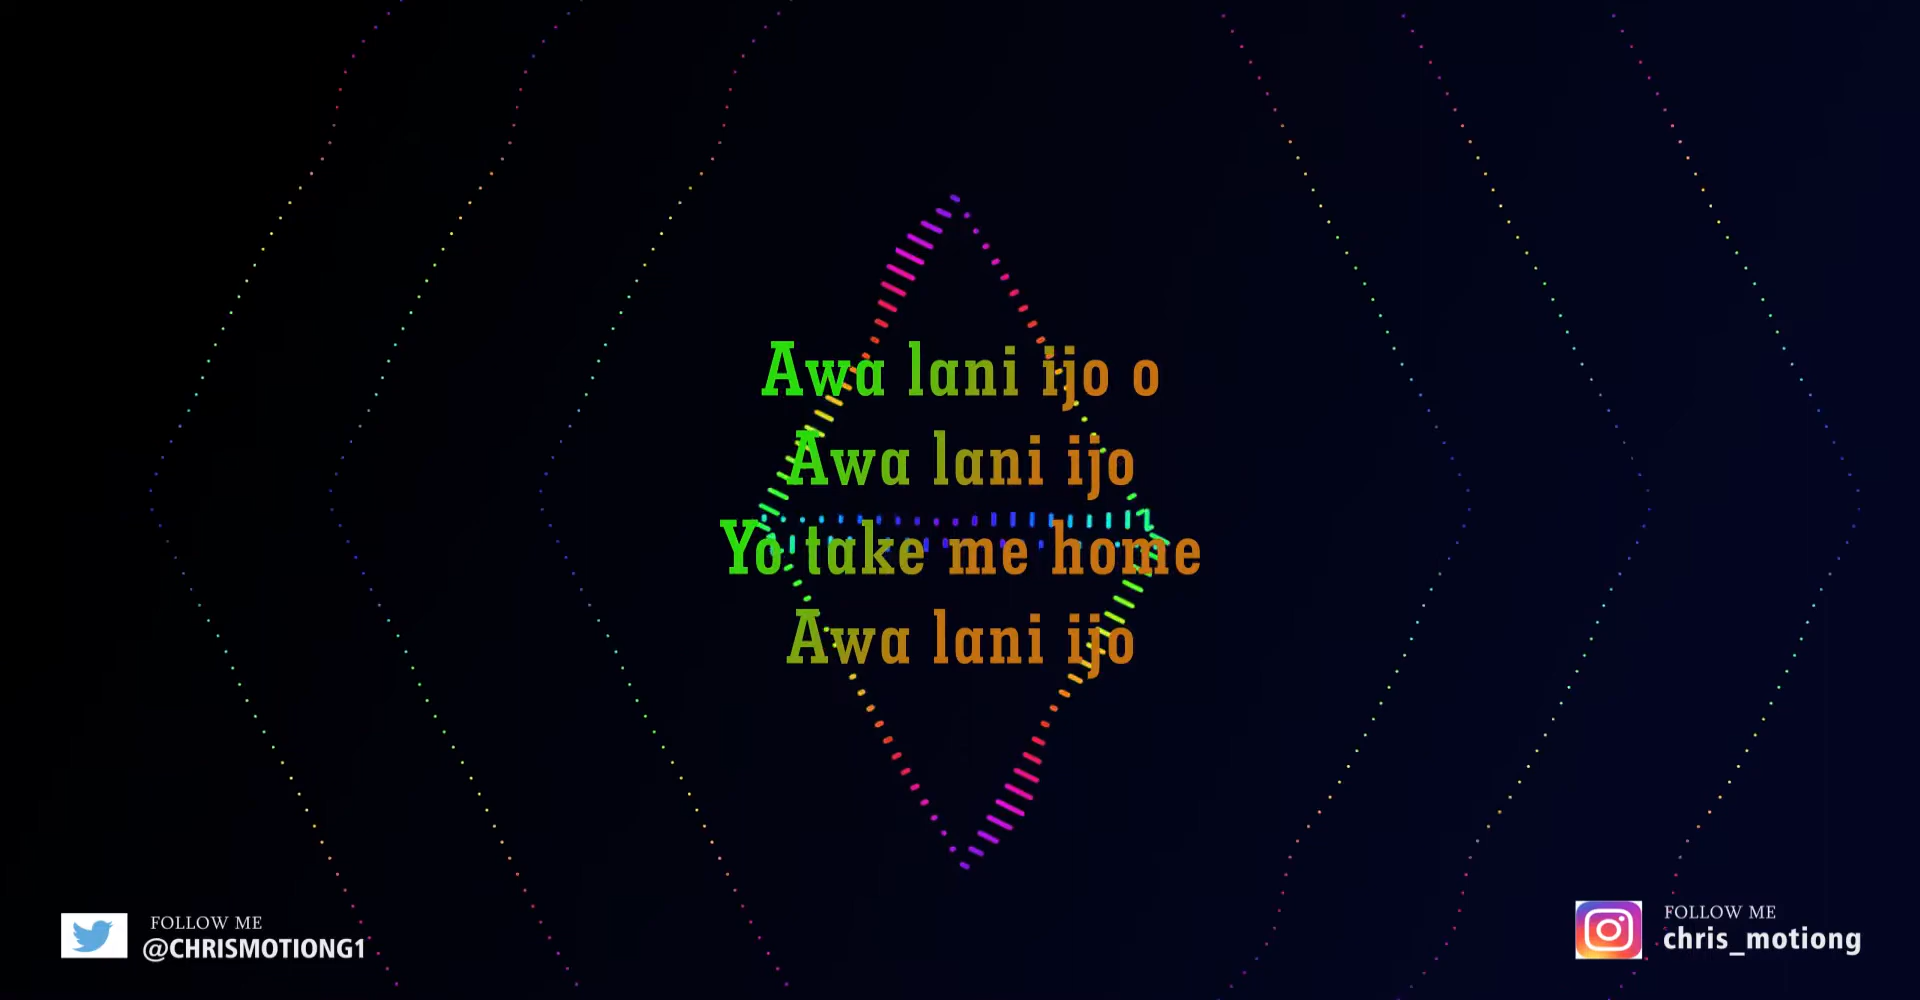 Awa lani ijo o
Awa lani ijo
Yo take me home
Awa lani ijo
FOLLOW ME
@CHRISMOTIONG1
FOLLOW ME
chris_motiong